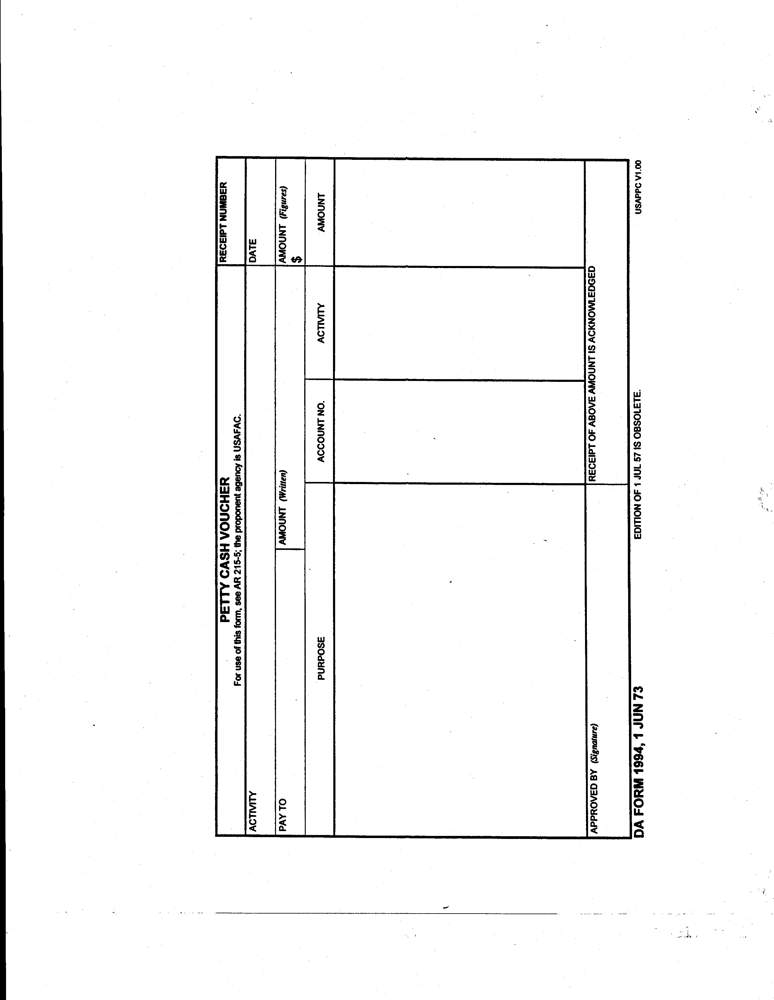 PETTY CASH VOUCHER
For use of this form, see AR 215-5; the proponent agency is USAFAC.
RECEIPT NUMBER
ACTIVITY
DATE
PAY TO
AMOUNT (Written)
AMOUNT (Figures)
$
PURPOSE
ACCOUNT NO.
ACTIVITY
AMOUNT
APPROVED BY (Signature)
RECEIPT OF ABOVE AMOUNT IS ACKNOWLEDGED
DA FORM 1994, 1 JUN 73
EDITION OF 1 JUL 57 IS OBSOLETE.
USAPPC V1.00